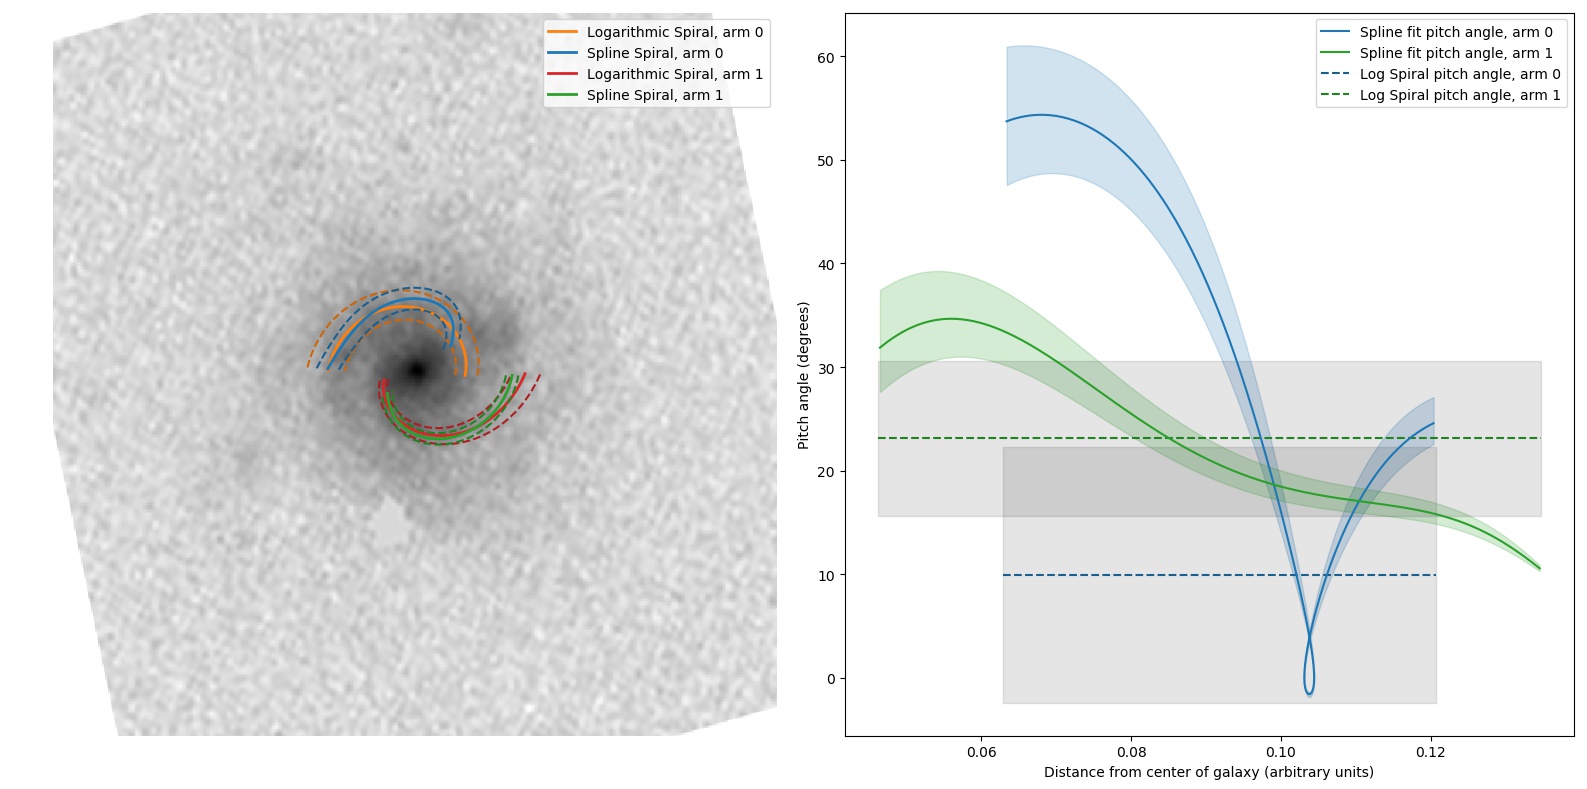 Logarithmic Spiral, arm 0
Spline Spiral, arm 0
Logarithmic Spiral, arm 1
Spline Spiral, arm 1
Spline fit pitch angle, arm 0
Spline fit pitch angle, arm 1
Log Spiral pitch angle, arm 0
Log Spiral pitch angle, arm 1
60
50
40
30
20
10
0
Pitch angle (degrees)
0.06 0.08 0.10 0.12
Distance from center of galaxy (arbitrary units)